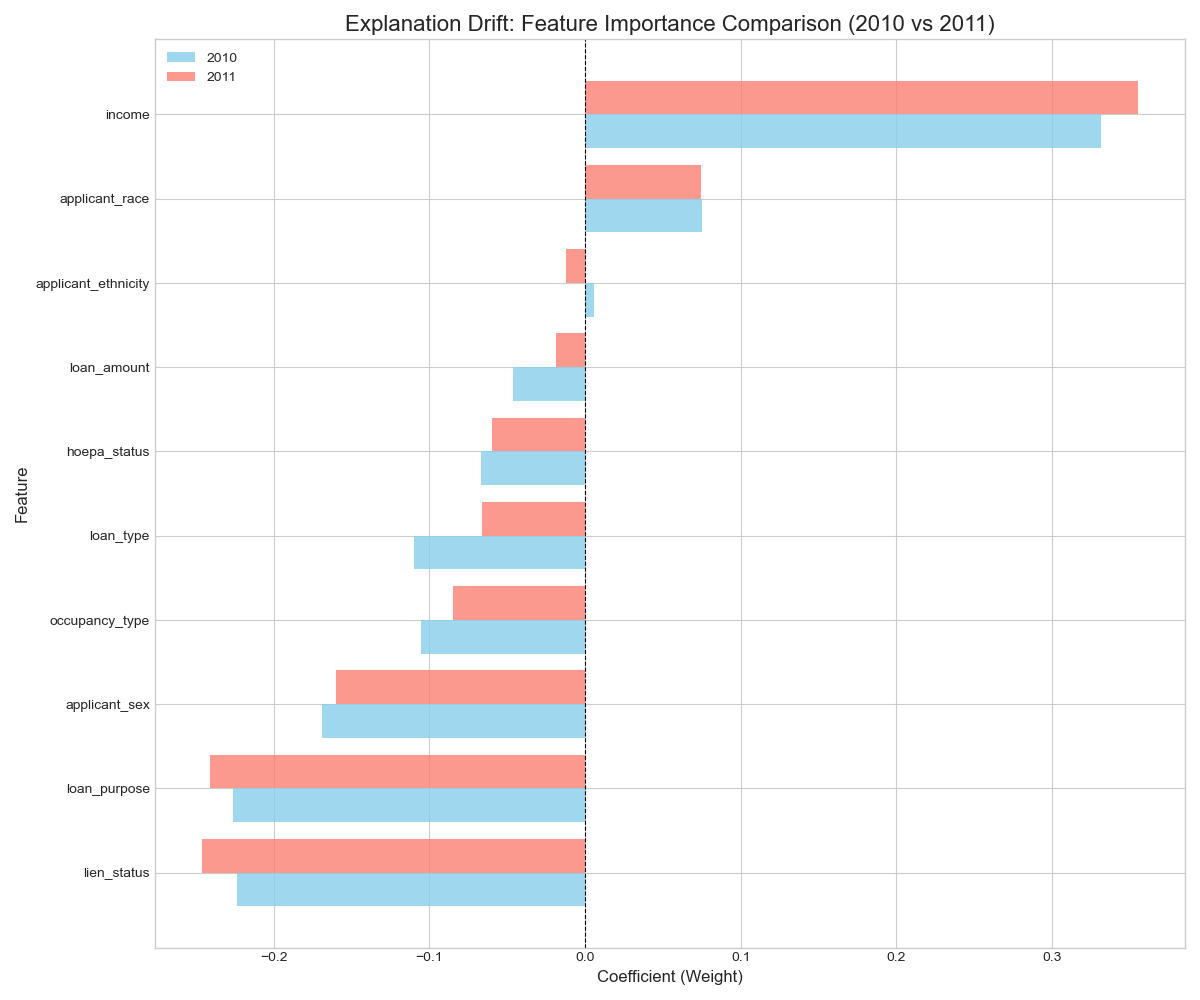 Explanation Drift: Feature Importance Comparison (2010 vs 2011)
2010
2011
income
applicant_race
applicant_ethnicity
loan_amount
hoepa_status
loan_type
occupancy_type
applicant_sex
loan_purpose
lien_status
Feature
−0.2
−0.1
0.0
0.1
0.2
0.3
Coefficient (Weight)